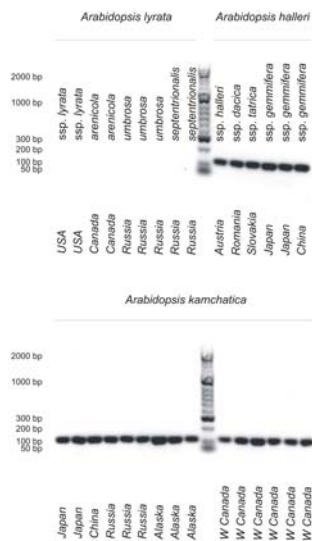 Arabidopsis lyrata
Arabidopsis halleri
2000 bp
1000 bp
300 bp
200 bp
100 bp
50 bp
ssp. lyrata
ssp. lyrata
arenicola
arenicola
umbrosa
umbrosa
umbrosa
septentrionalis
septentrionalis
ssp. halleri
ssp. dacica
ssp. tatrica
ssp. gemmifera
ssp. gemmifera
ssp. gemmifera
USA
USA
Canada
Canada
Russia
Russia
Russia
Russia
Russia
Austria
Romania
Slovakia
Japan
Japan
China
Arabidopsis kamchatica
2000 bp
1000 bp
300 bp
200 bp
100 bp
50 bp
Japan
Japan
China
Russia
Russia
Russia
Alaska
Alaska
Alaska
W Canada
W Canada
W Canada
W Canada
W Canada
W Canada